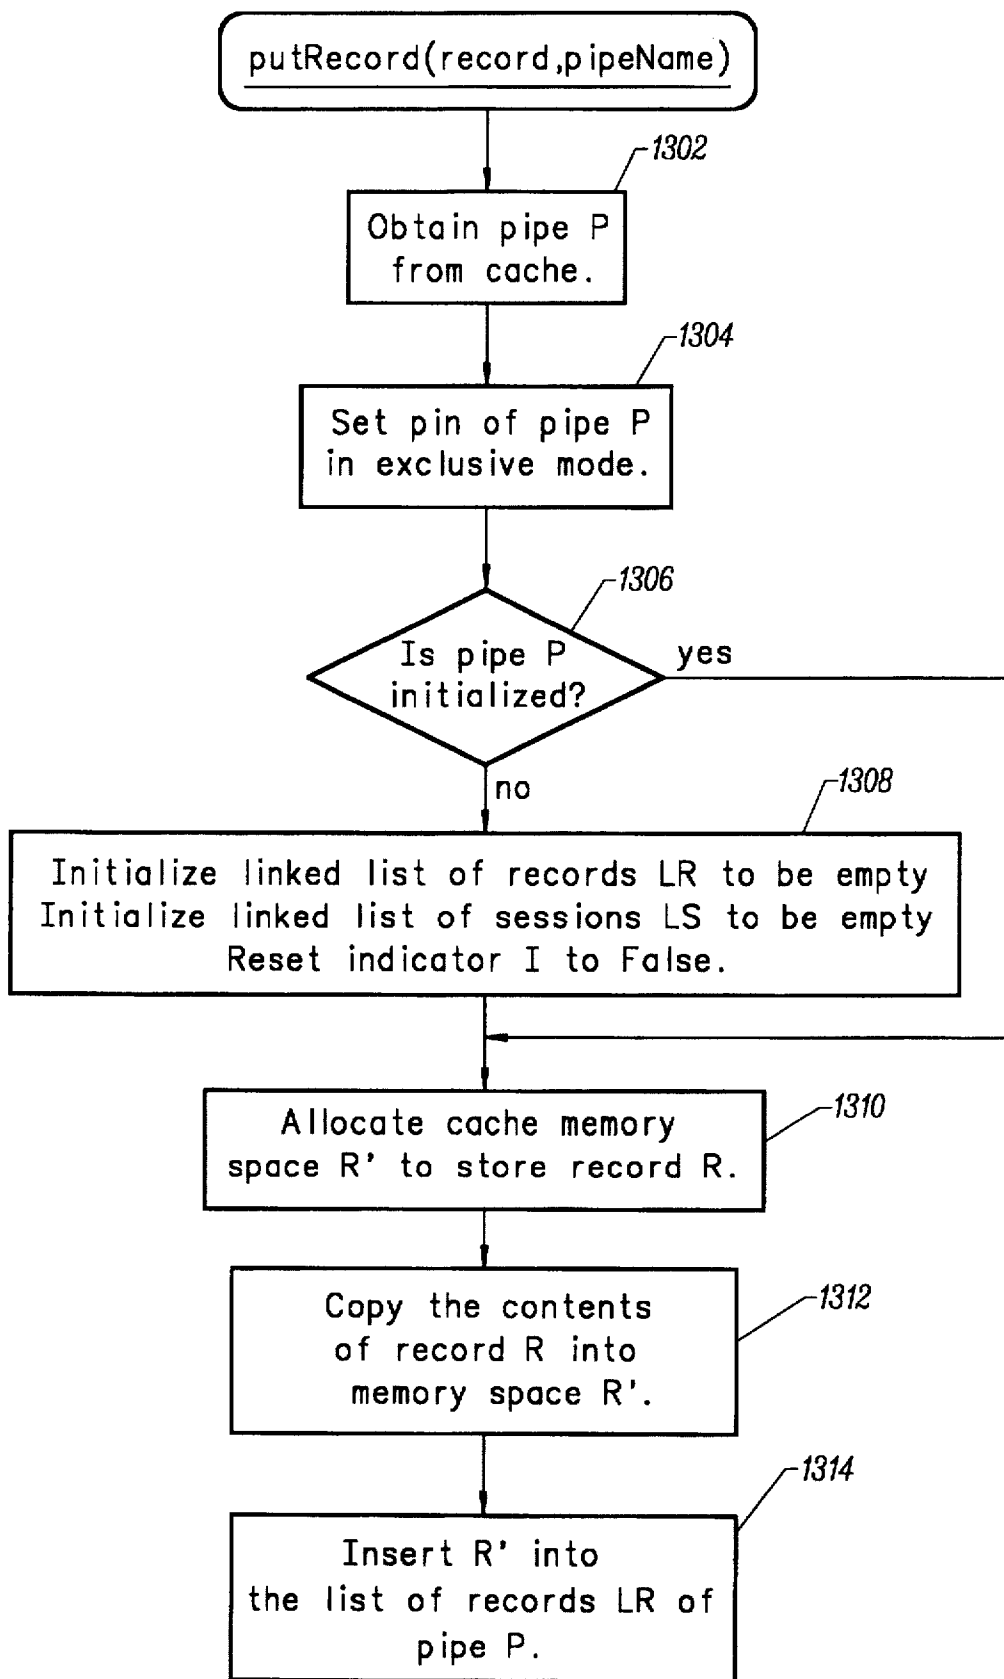 putRecord(record,pipeName)
1302
Obtain pipe P
from cache.
1304
Set pin of pipe P
in exclusive mode.
1306
Is pipe P
initialized?
yes
no
1308
Initialize linked list of records LR to be empty
Initialize linked list of sessions LS to be empty
Reset indicator I to False.
1310
Allocate cache memory
space R' to store record R.
1312
Copy the contents
of record R into
memory space R'.
1314
Insert R' into
the list of records LR of
pipe P.